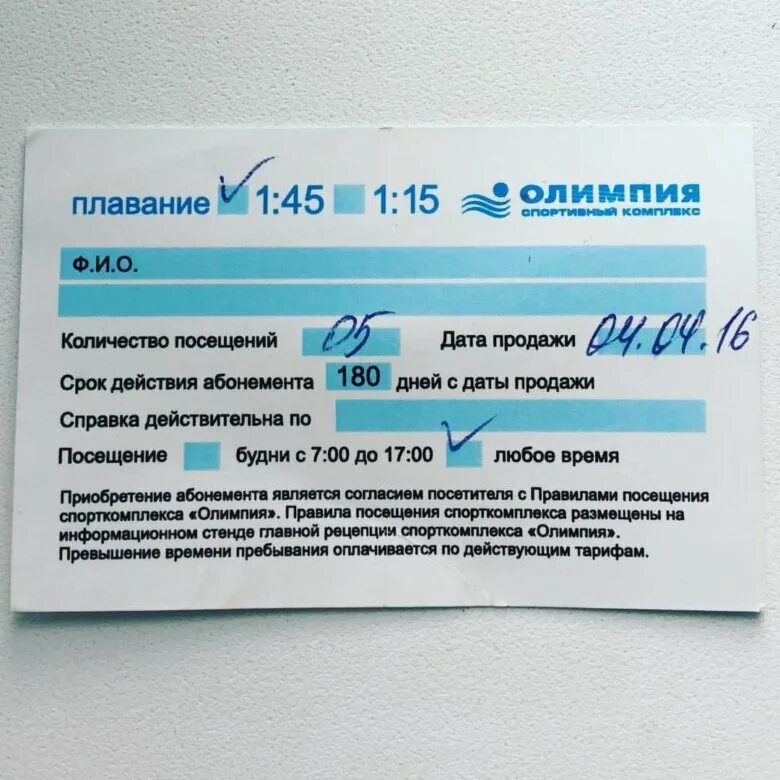 плавание 1:45 1:15 ОЛИМПИЯ
СПОРТИВНЫЙ КОМПЛЕКС
Ф.И.О.
Количество посещений 05 Дата продажи 04.04.16
Срок действия абонемента 180 дней с даты продажи
Справка действительна по
Посещение будни с 7:00 до 17:00 любое время
Приобретение абонемента является согласием посетителя с Правилами посещения
спорткомплекса «Олимпия». Правила посещения спорткомплекса размещены на
информационном стенде главной рецепции спорткомплекса «Олимпия».
Превышение времени пребывания оплачивается по действующим тарифам.